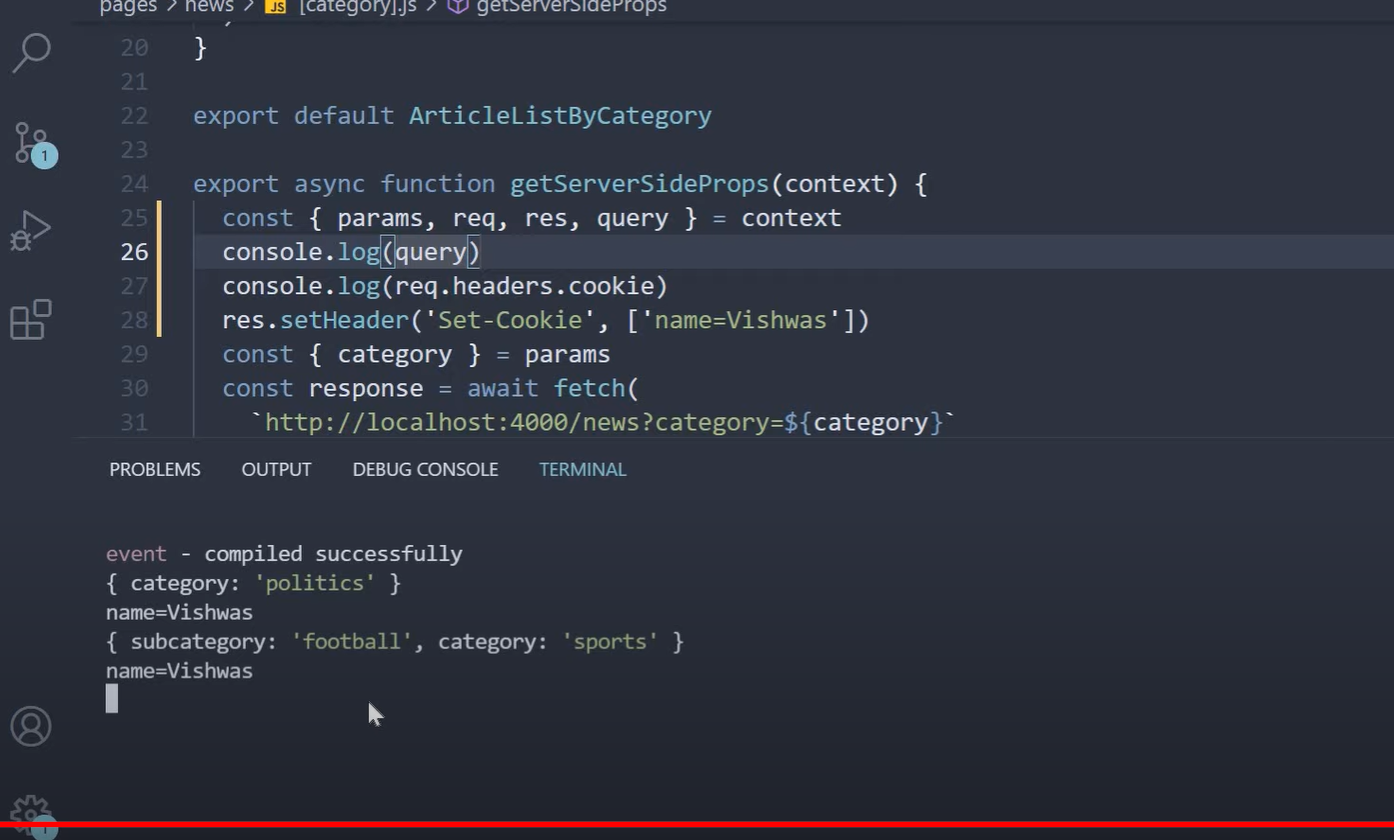 pages > news > JS [category].js > getServerSideProps
20 }
21
22 export default ArticleListByCategory
23
24 export async function getServerSideProps(context) {
25 const { params, req, res, query } = context
26 console.log(query)
27 console.log(req.headers.cookie)
28 res.setHeader('Set-Cookie', ['name=Vishwas'])
29 const { category } = params
30 const response = await fetch(
31 `http://localhost:4000/news?category=${category}`
1
PROBLEMS OUTPUT DEBUG CONSOLE TERMINAL
event - compiled successfully
{ category: 'politics' }
name=Vishwas
{ subcategory: 'football', category: 'sports' }
name=Vishwas
1